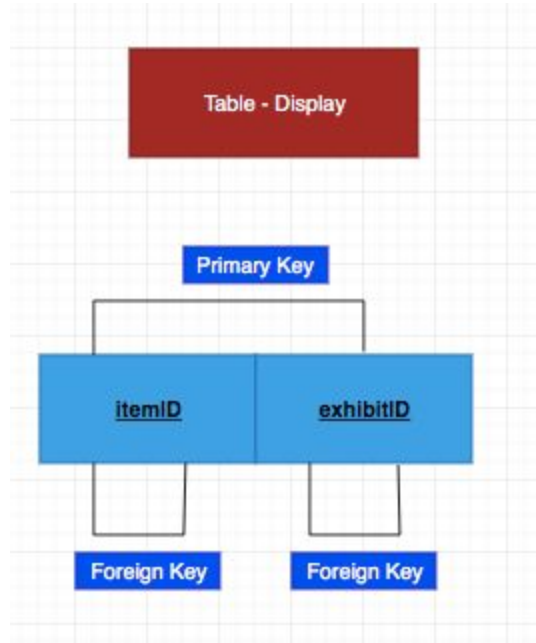 Table - Display
Primary Key
itemID
exhibitID
Foreign Key
Foreign Key